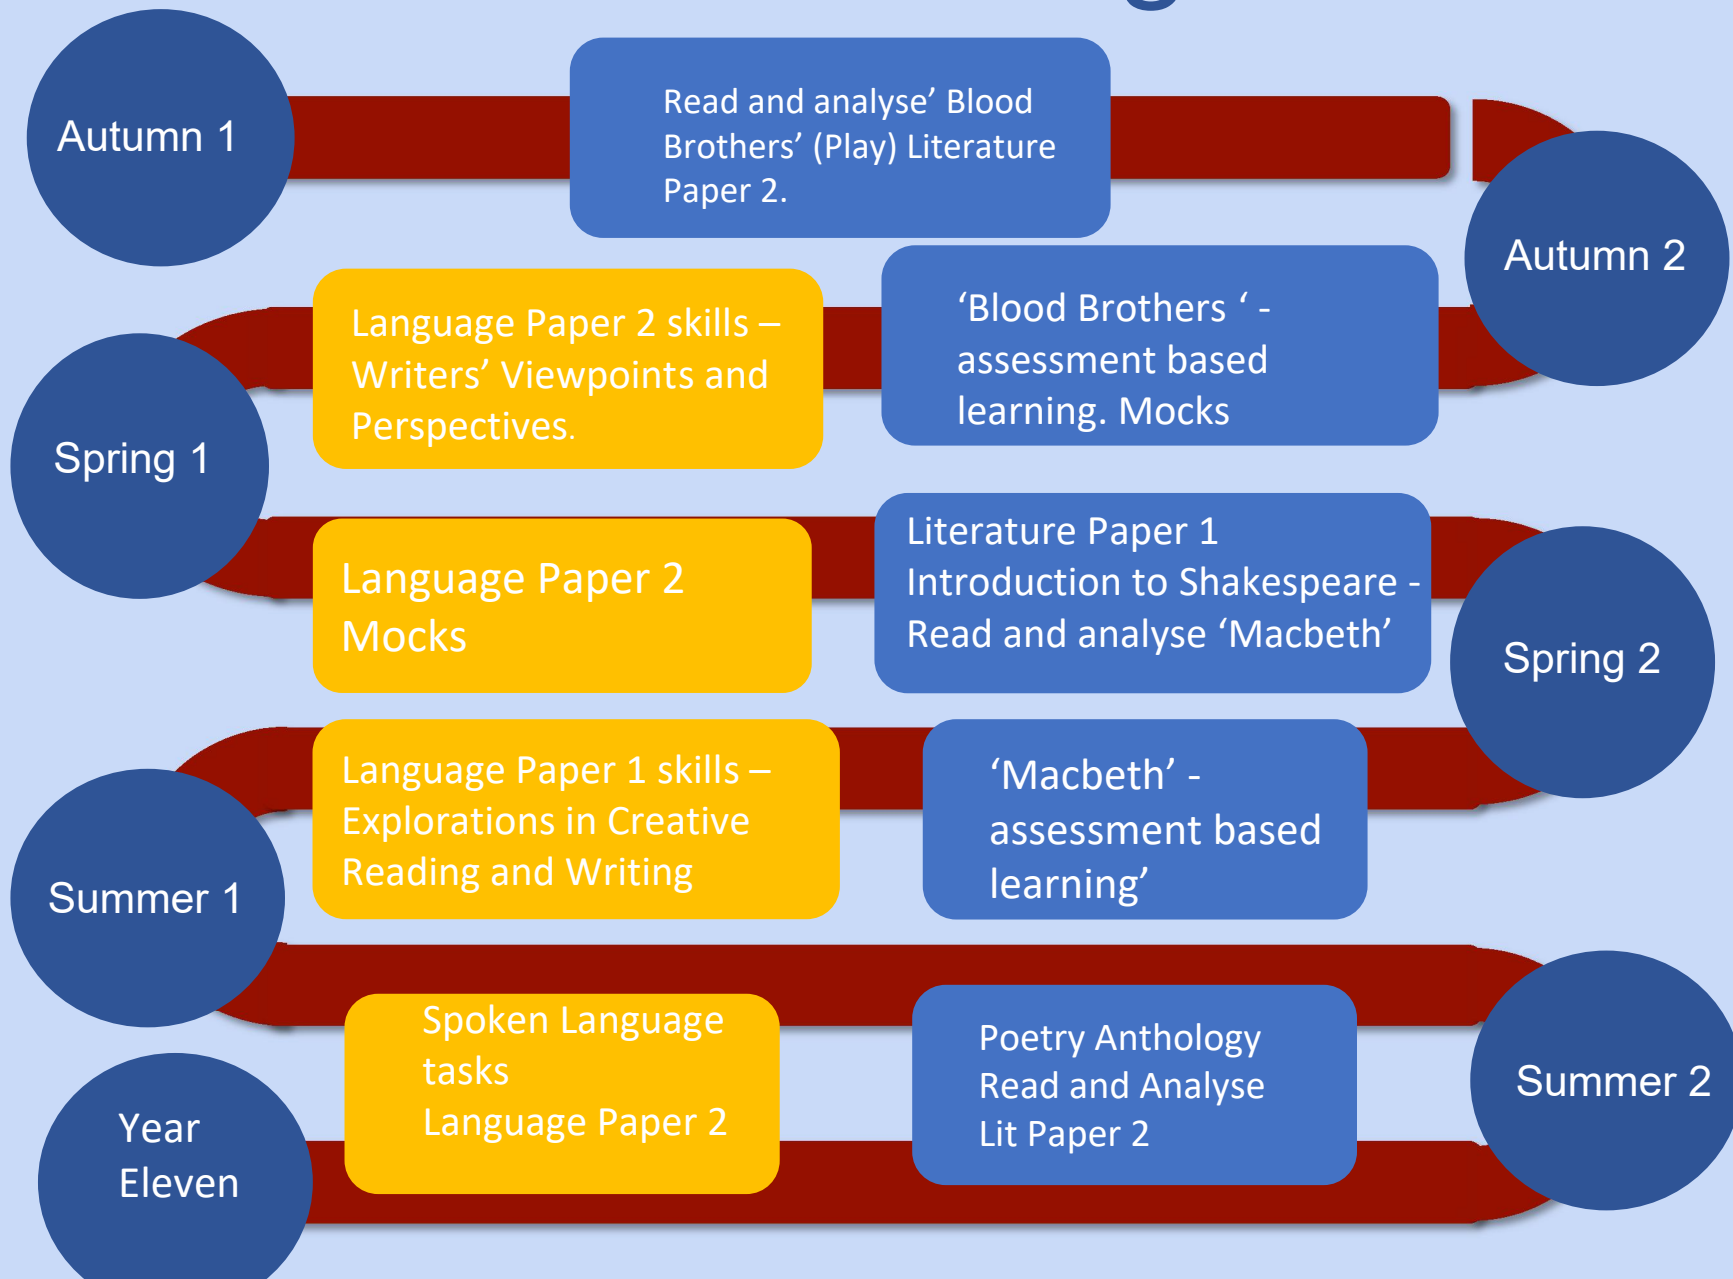 Autumn 1
Read and analyse’ Blood
Brothers’ (Play) Literature
Paper 2.
Autumn 2
‘Blood Brothers ‘ -
assessment based
learning. Mocks
Language Paper 2 skills –
Writers’ Viewpoints and
Perspectives.
Spring 1
Language Paper 2
Mocks
Literature Paper 1
Introduction to Shakespeare -
Read and analyse ‘Macbeth’
Spring 2
‘Macbeth’ -
assessment based
learning’
Language Paper 1 skills –
Explorations in Creative
Reading and Writing
Summer 1
Spoken Language
tasks
Language Paper 2
Poetry Anthology
Read and Analyse
Lit Paper 2
Summer 2
Year
Eleven